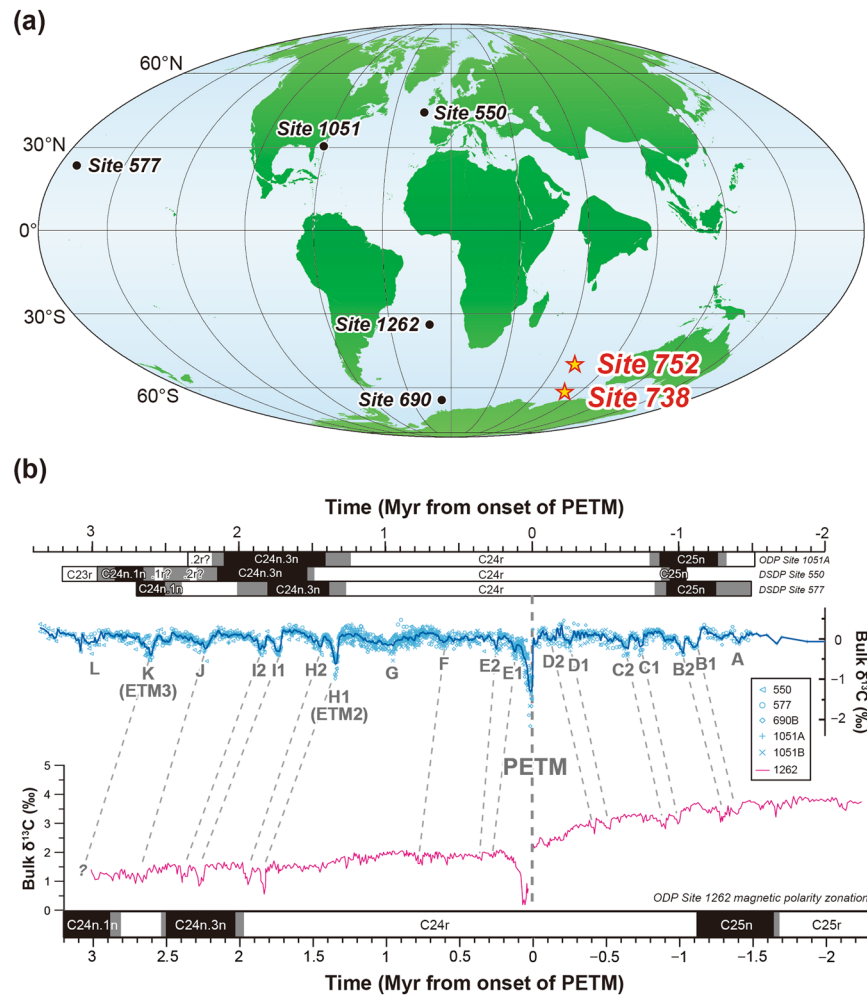 (a)
60°N
30°N
0°
30°S
60°S
Site 550
Site 1051
Site 577
Site 1262
Site 752
Site 738
Site 690
(b)
Time (Myr from onset of PETM)
3 2 1 0 −1 −2
.2r? C24n.3n C24r C25n ODP Site 1051A
C23r C24n.1n .1r? .2r? C24n.3n C24r C25n DSDP Site 550
C24n.1n C24n.3n C24r C25n DSDP Site 577
0
−1
−2
Bulk δ¹³C (‰)
L K J I2 I1 H2 G F E2 E1 D2 D1 C2 C1 B2 B1 A
(ETM3)
H1
(ETM2)
550
577
690B
1051A
1051B
1262
PETM
5
4
3
2
1
0
Bulk δ¹³C (‰)
?
ODP Site 1262 magnetic polarity zonation
C24n.1n C24n.3n C24r C25n C25r
3 2.5 2 1.5 1 0.5 0 −0.5 −1 −1.5 −2
Time (Myr from onset of PETM)